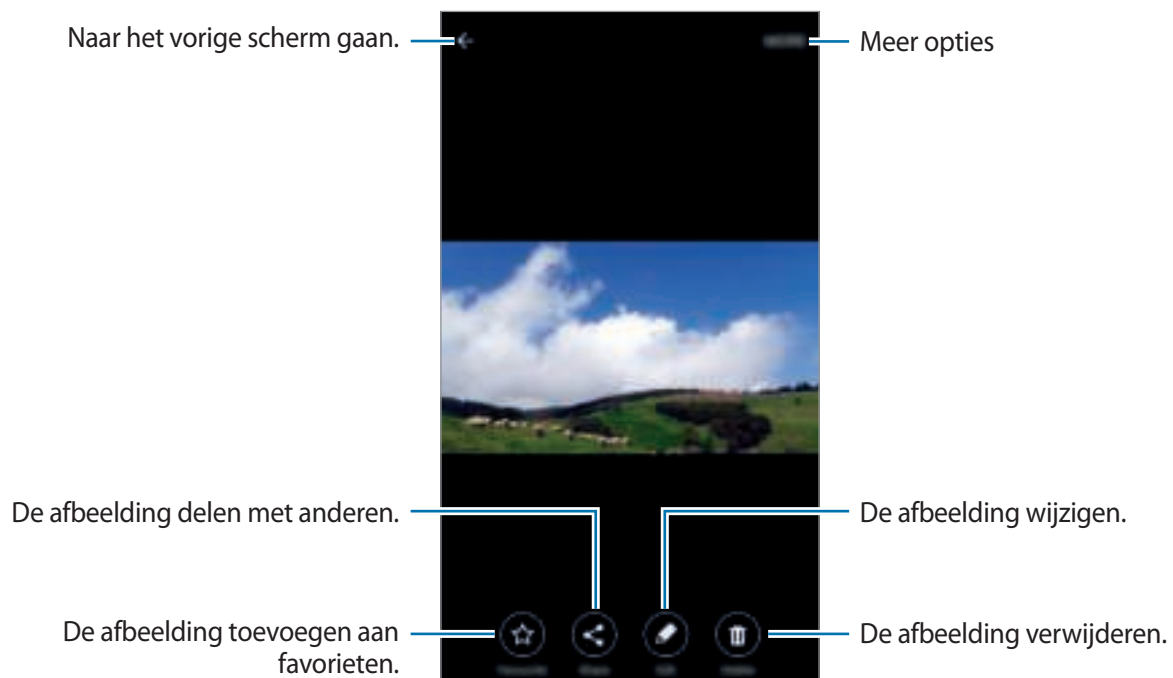 Naar het vorige scherm gaan.
Meer opties
De afbeelding delen met anderen.
De afbeelding wijzigen.
De afbeelding toevoegen aan
favorieten.
De afbeelding verwijderen.